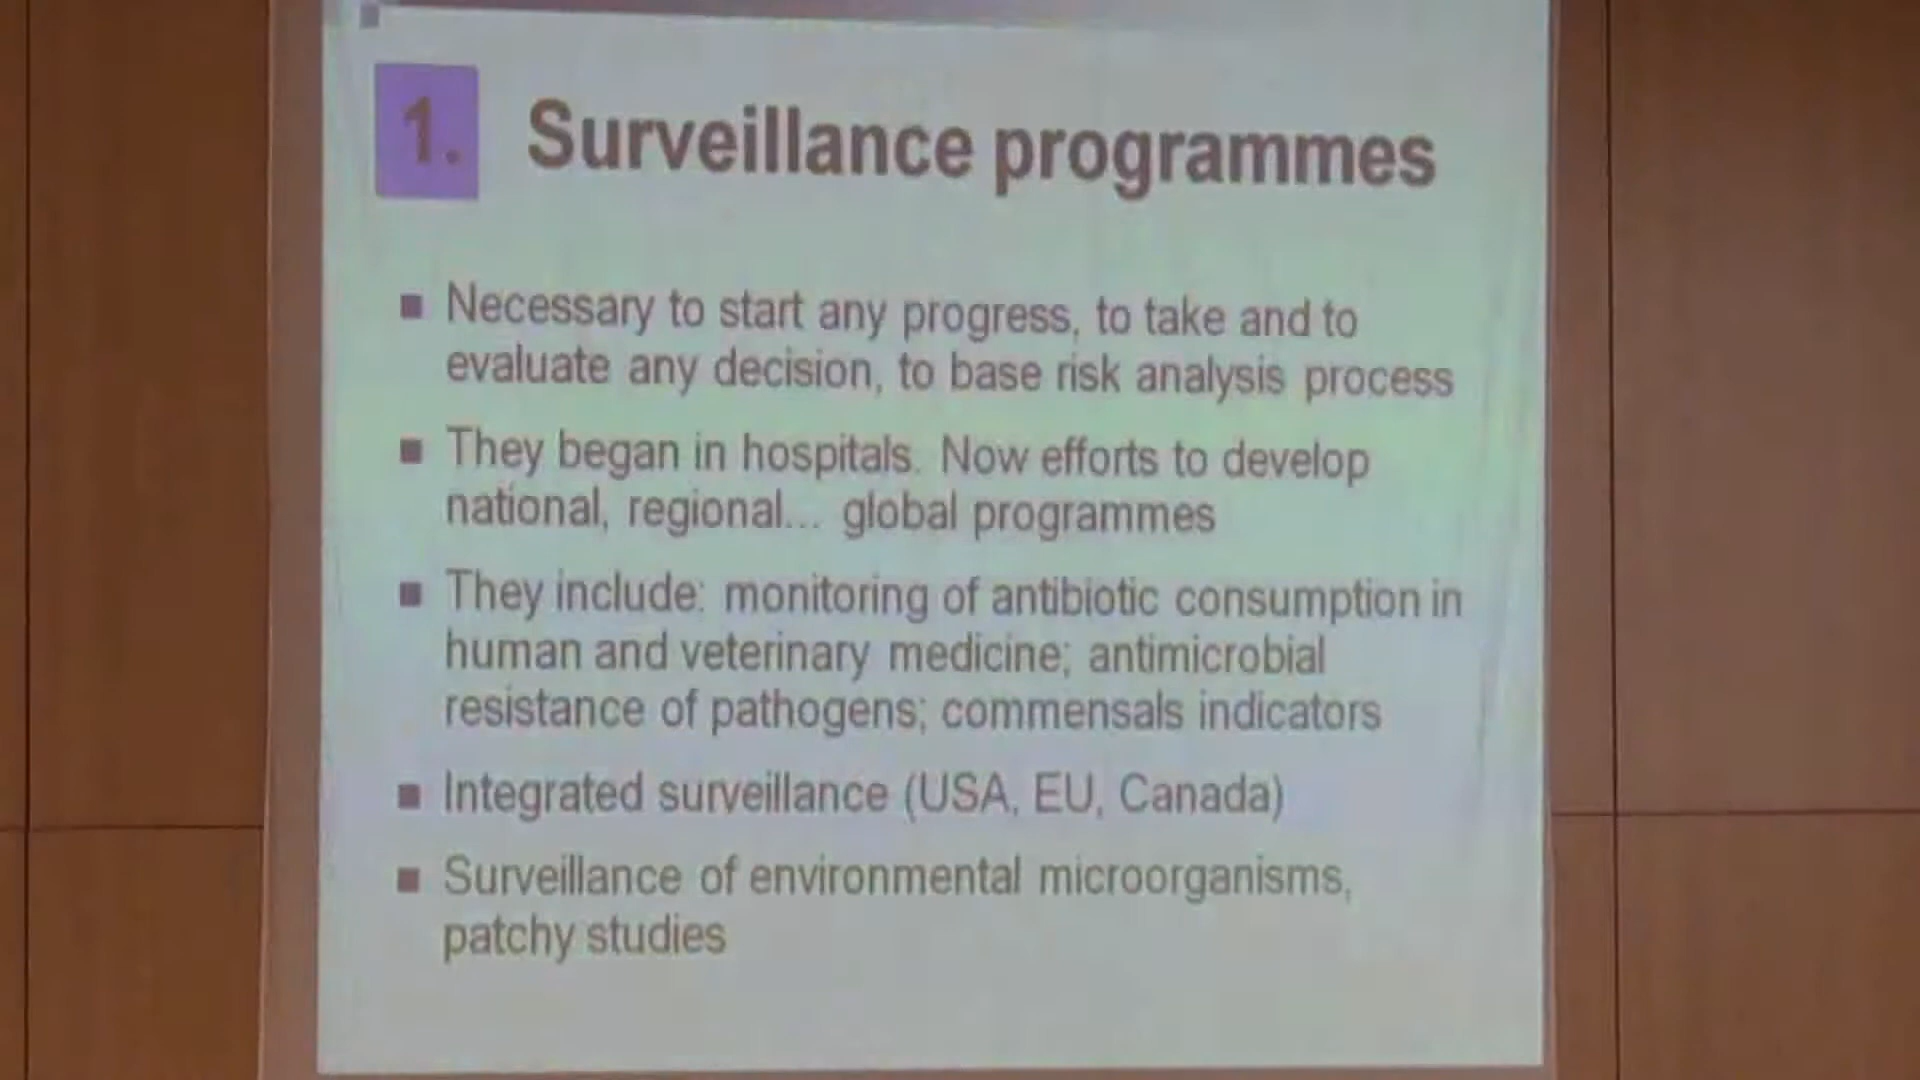 1. Surveillance programmes
■ Necessary to start any progress, to take and to
evaluate any decision, to base risk analysis process
■ They began in hospitals. Now efforts to develop
national, regional... global programmes
■ They include: monitoring of antibiotic consumption in
human and veterinary medicine; antimicrobial
resistance of pathogens; commensals indicators
■ Integrated surveillance (USA, EU, Canada)
■ Surveillance of environmental microorganisms,
patchy studies